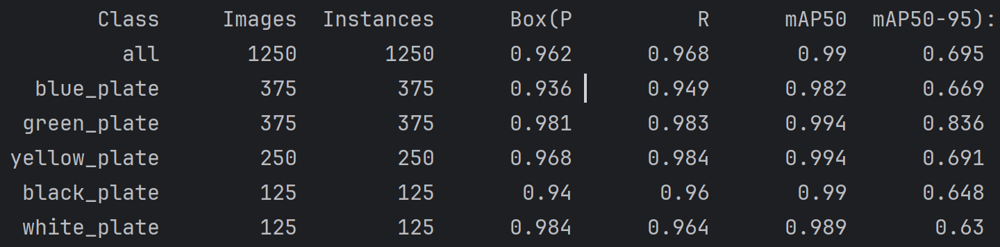 Class Images Instances Box(P R mAP50 mAP50-95):
all 1250 1250 0.962 0.968 0.99 0.695
blue_plate 375 375 0.936 0.949 0.982 0.669
green_plate 375 375 0.981 0.983 0.994 0.836
yellow_plate 250 250 0.968 0.984 0.994 0.691
black_plate 125 125 0.94 0.96 0.99 0.648
white_plate 125 125 0.984 0.964 0.989 0.63